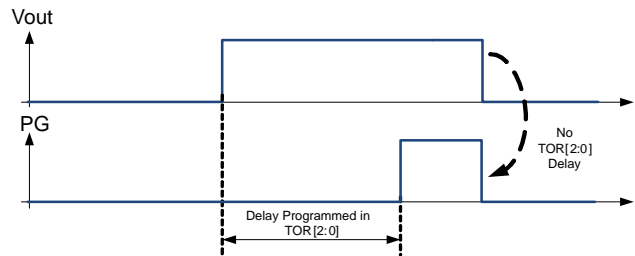 Vout
PG
No
TOR[2:0]
Delay
Delay Programmed in
TOR[2:0]